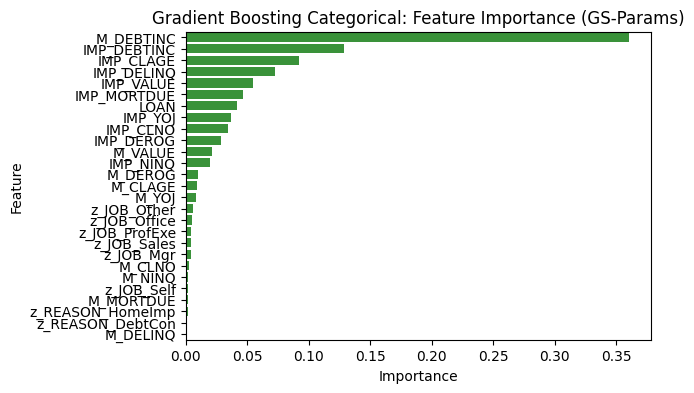 Gradient Boosting Categorical: Feature Importance (GS-Params)
M_DEBTINC
IMP_DEBTINC
IMP_CLAGE
IMP_DELINQ
IMP_VALUE
IMP_MORTDUE
LOAN
IMP_YOJ
IMP_CLNO
IMP_DEROG
M_VALUE
IMP_NINQ
M_DEROG
M_CLAGE
M_YOJ
z_JOB_Other
z_JOB_Office
z_JOB_ProfExe
z_JOB_Sales
z_JOB_Mgr
M_CLNO
M_NINQ
z_JOB_Self
M_MORTDUE
z_REASON_HomeImp
z_REASON_DebtCon
M_DELINQ
Feature
0.00 0.05 0.10 0.15 0.20 0.25 0.30 0.35
Importance